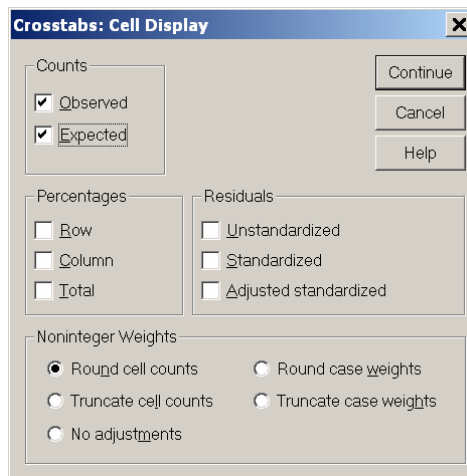 Crosstabs: Cell Display
Counts
Observed
Expected
Continue
Cancel
Help
Percentages
Row
Column
Total
Residuals
Unstandardized
Standardized
Adjusted standardized
Noninteger Weights
Round cell counts
Round case weights
Truncate cell counts
Truncate case weights
No adjustments